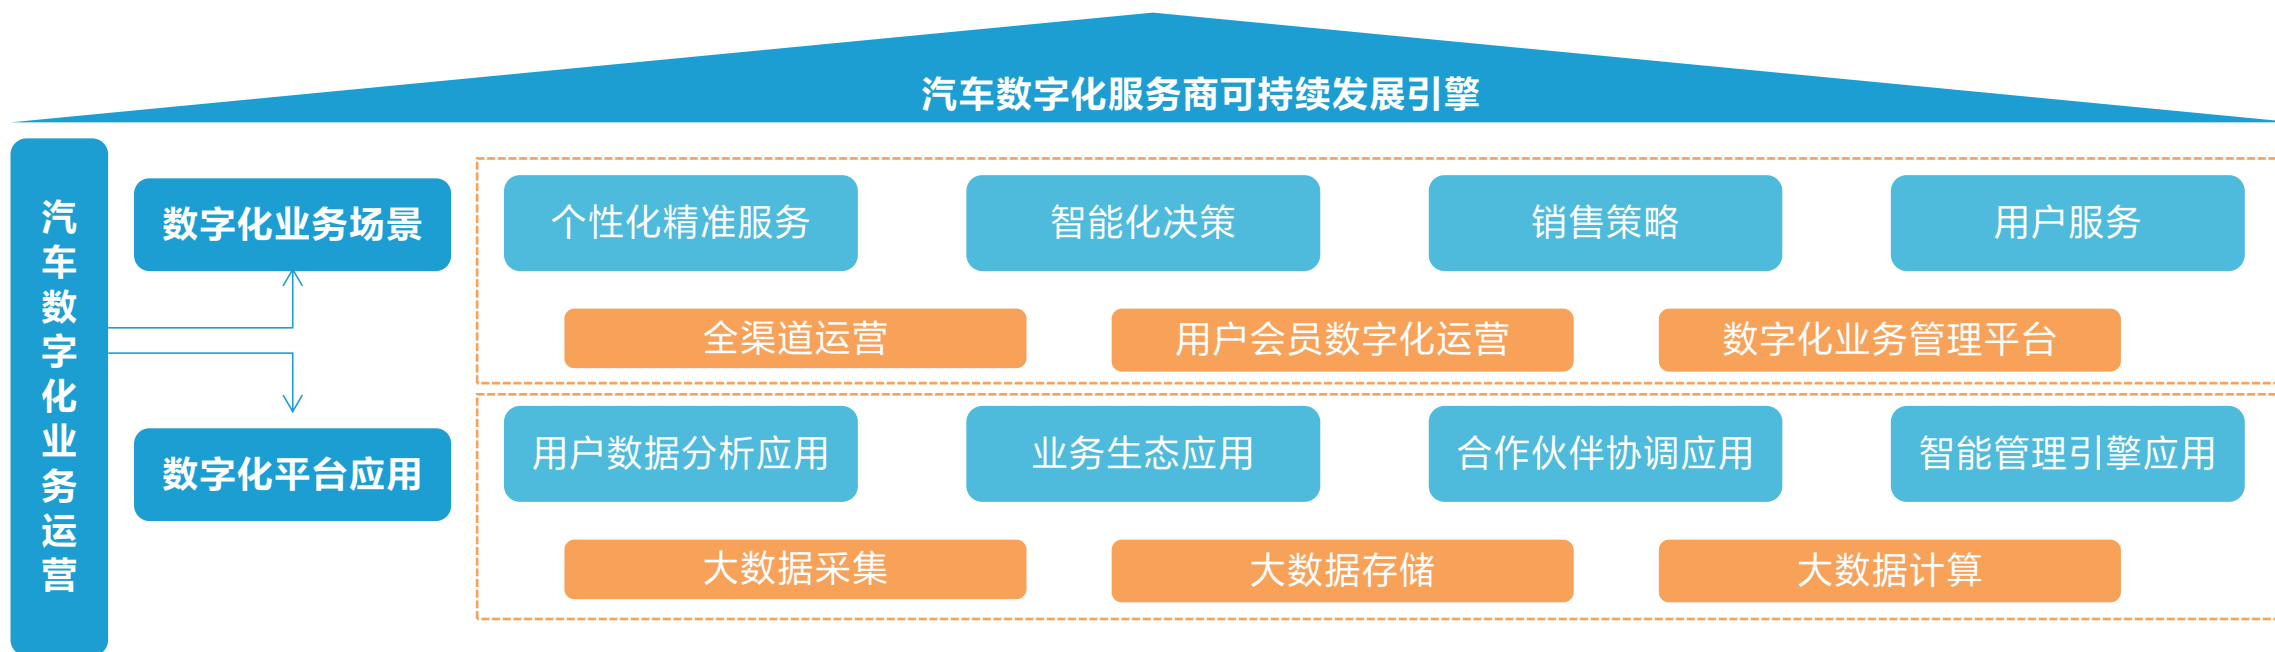 汽车数字化服务商可持续发展引擎
汽车数字化业务运营
数字化业务场景
个性化精准服务
智能化决策
销售策略
用户服务
全渠道运营
用户会员数字化运营
数字化业务管理平台
数字化平台应用
用户数据分析应用
业务生态应用
合作伙伴协调应用
智能管理引擎应用
大数据采集
大数据存储
大数据计算